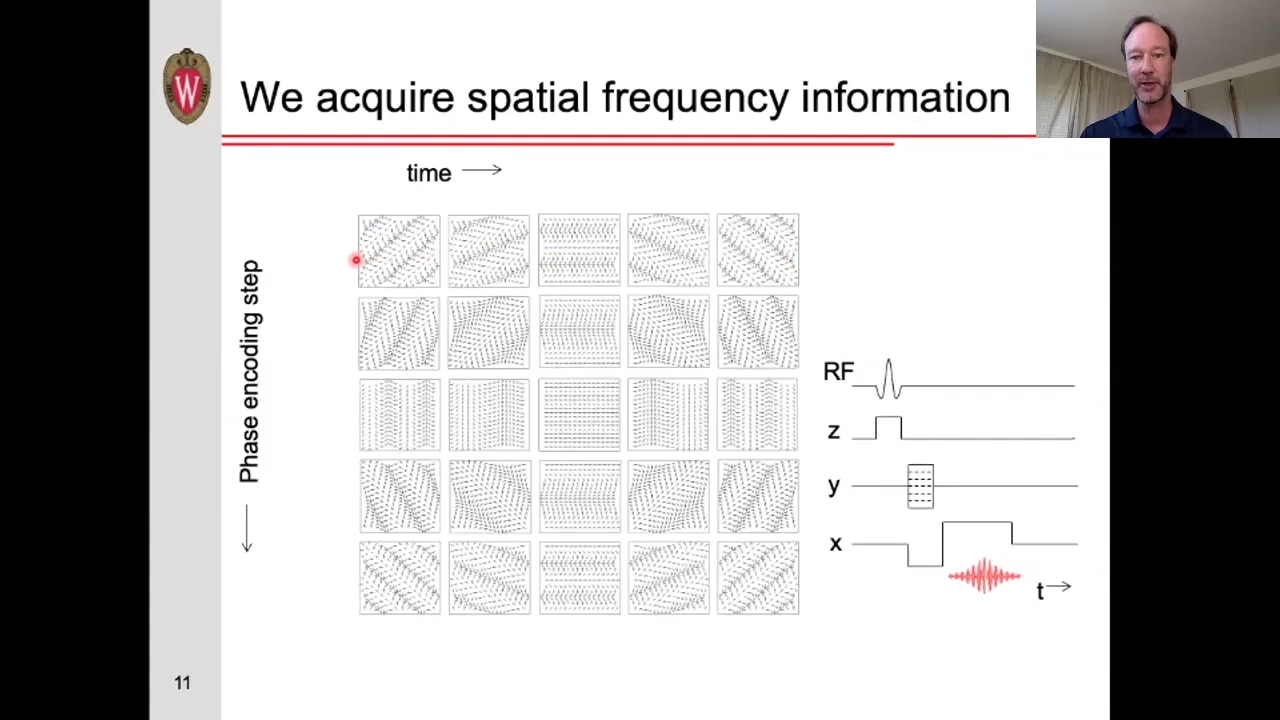 W
We acquire spatial frequency information
time
Phase encoding step
RF
z
y
x
t
11